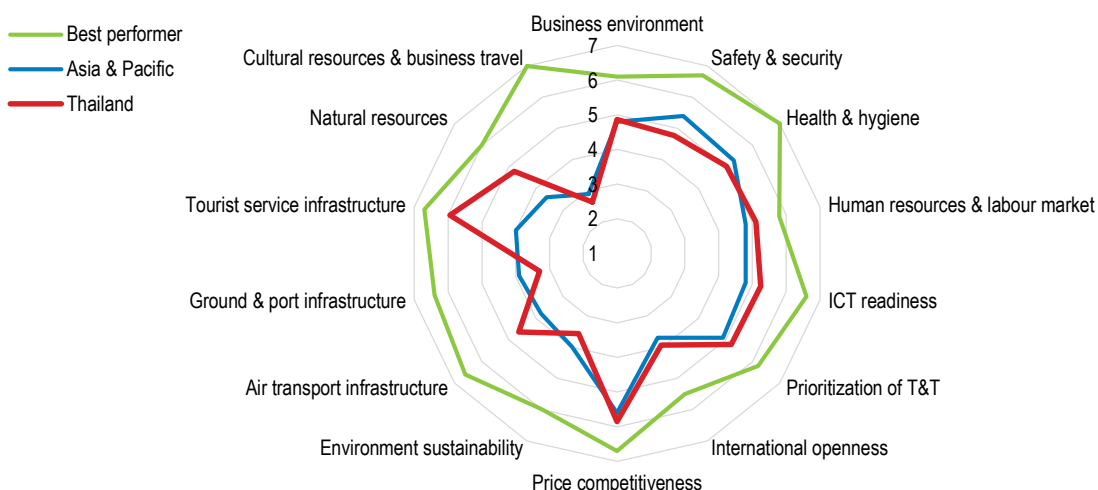 Best performer
Asia & Pacific
Thailand
Business environment
Safety & security
Health & hygiene
Human resources & labour market
ICT readiness
Prioritization of T&T
International openness
Price competitiveness
Environment sustainability
Air transport infrastructure
Ground & port infrastructure
Tourist service infrastructure
Natural resources
Cultural resources & business travel
7
6
5
4
3
2
1